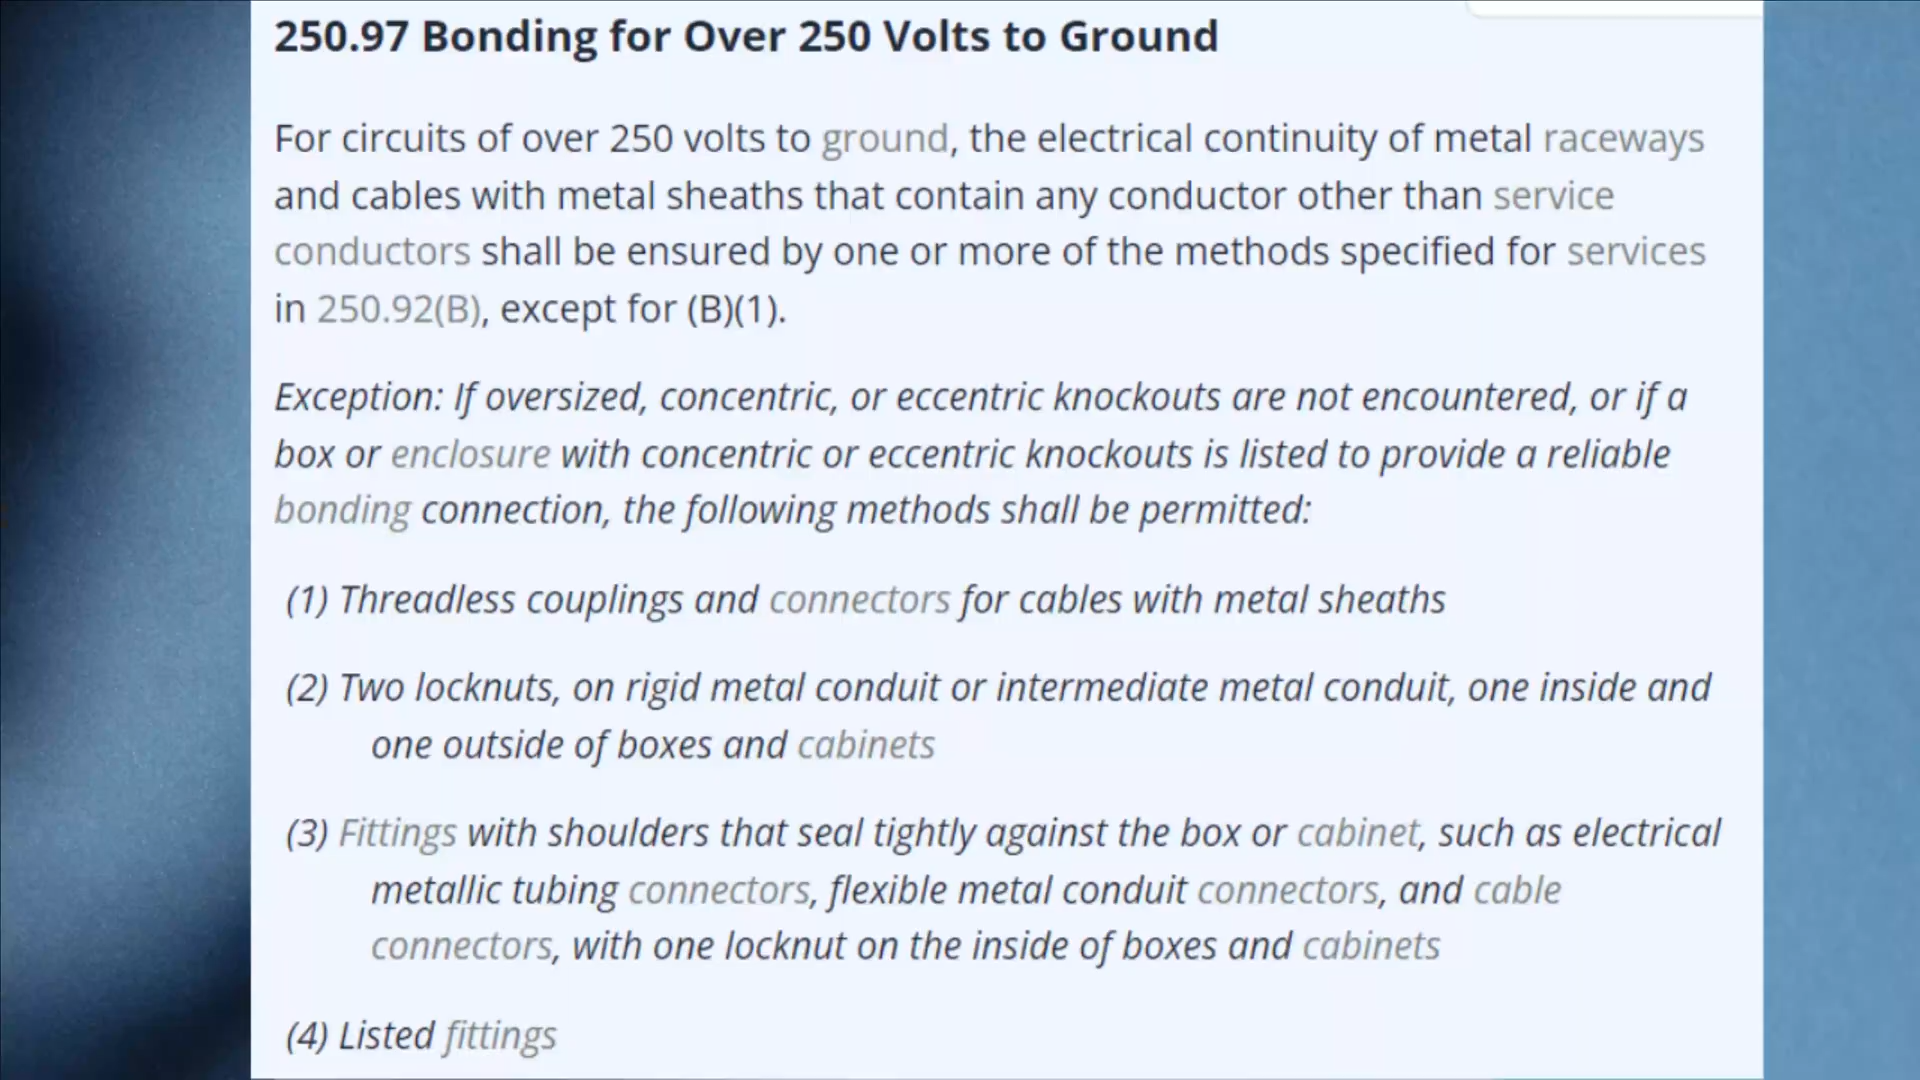 250.97 Bonding for Over 250 Volts to Ground
For circuits of over 250 volts to ground, the electrical continuity of metal raceways
and cables with metal sheaths that contain any conductor other than service
conductors shall be ensured by one or more of the methods specified for services
in 250.92(B), except for (B)(1).
Exception: If oversized, concentric, or eccentric knockouts are not encountered, or if a
box or enclosure with concentric or eccentric knockouts is listed to provide a reliable
bonding connection, the following methods shall be permitted:
(1) Threadless couplings and connectors for cables with metal sheaths
(2) Two locknuts, on rigid metal conduit or intermediate metal conduit, one inside and
one outside of boxes and cabinets
(3) Fittings with shoulders that seal tightly against the box or cabinet, such as electrical
metallic tubing connectors, flexible metal conduit connectors, and cable
connectors, with one locknut on the inside of boxes and cabinets
(4) Listed fittings